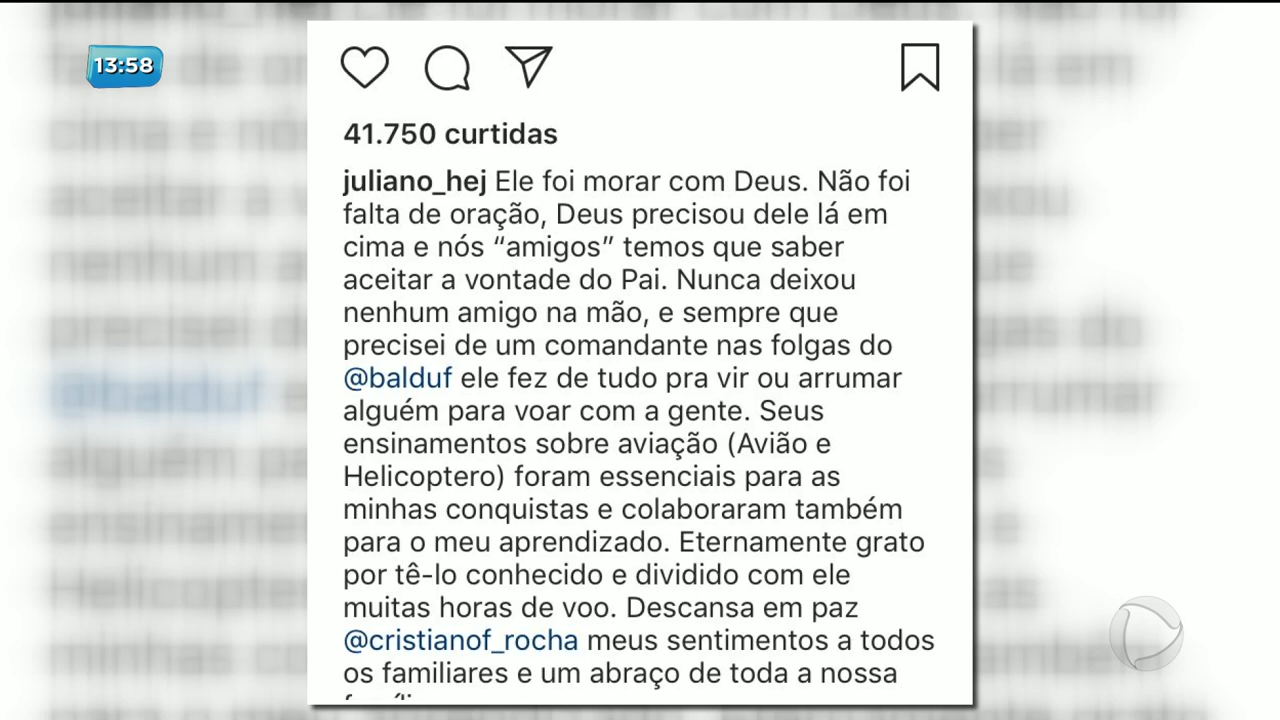 13:58
41.750 curtidas
juliano_hej Ele foi morar com Deus. Não foi
falta de oração, Deus precisou dele lá em
cima e nós “amigos” temos que saber
aceitar a vontade do Pai. Nunca deixou
nenhum amigo na mão, e sempre que
precisei de um comandante nas folgas do
@balduf ele fez de tudo pra vir ou arrumar
alguém para voar com a gente. Seus
ensinamentos sobre aviação (Avião e
Helicoptero) foram essenciais para as
minhas conquistas e colaboraram também
para o meu aprendizado. Eternamente grato
por tê-lo conhecido e dividido com ele
muitas horas de voo. Descansa em paz
@cristianof_rocha meus sentimentos a todos
os familiares e um abraço de toda a nossa